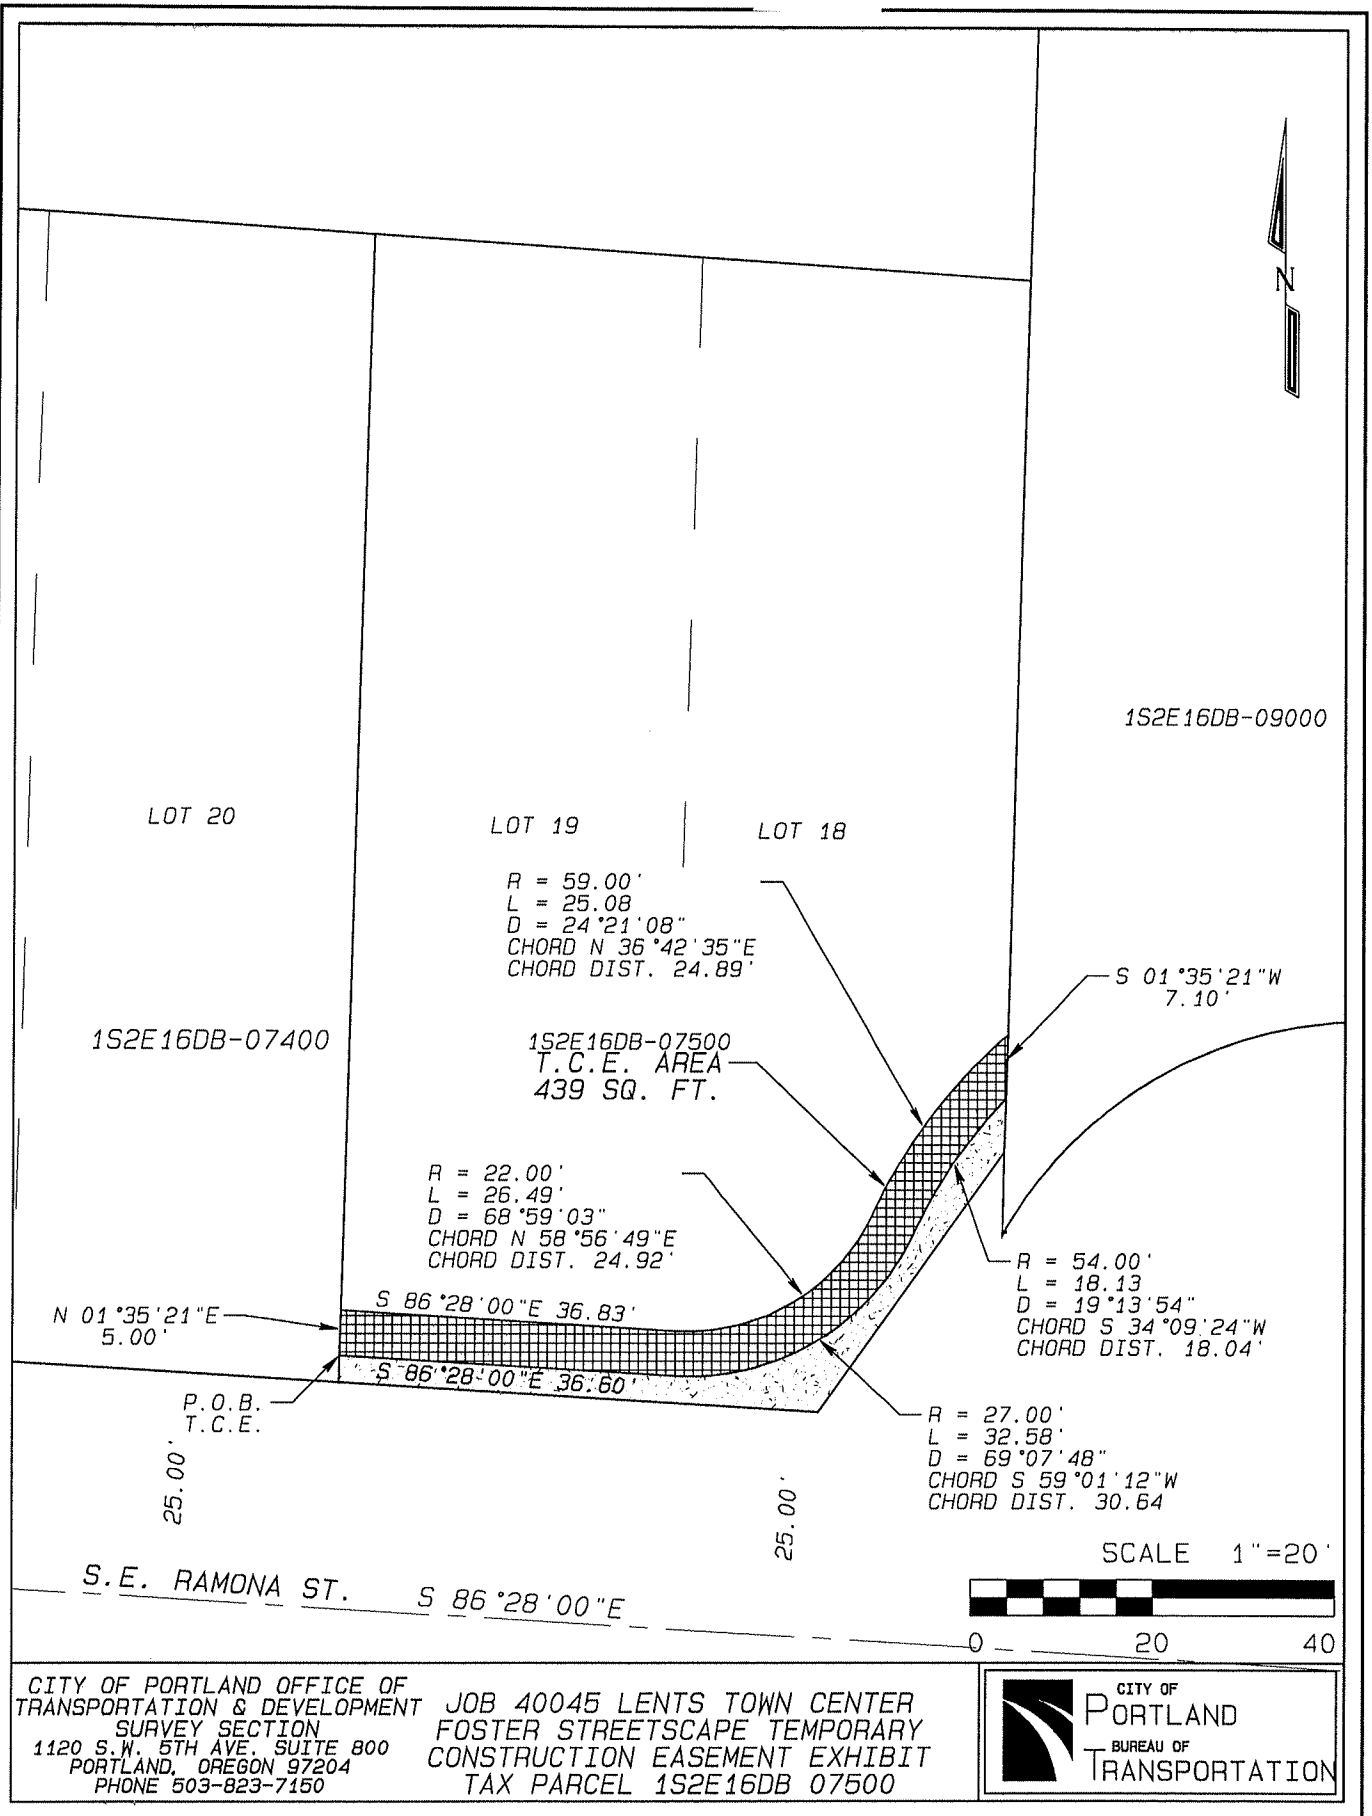 N
1S2E16DB-09000
LOT 20
LOT 19
LOT 18
R = 59.00'
L = 25.08
D = 24°21'08"
CHORD N 36°42'35"E
CHORD DIST. 24.89'
S 01°35'21"W
7.10'
1S2E16DB-07400
1S2E16DB-07500
T.C.E. AREA
439 SQ. FT.
R = 22.00'
L = 26.49'
D = 68°59'03"
CHORD N 58°56'49"E
CHORD DIST. 24.92'
R = 54.00'
L = 18.13
D = 19°13'54"
CHORD S 34°09'24"W
CHORD DIST. 18.04'
N 01°35'21"E
5.00'
S 86°28'00"E 36.83'
S 86°28'00"E 36.60'
P.O.B.
T.C.E.
R = 27.00'
L = 32.58'
D = 69°07'48"
CHORD S 59°01'12"W
CHORD DIST. 30.64
25.00'
25.00'
SCALE 1"=20'
0 20 40
S.E. RAMONA ST. S 86°28'00"E
CITY OF PORTLAND OFFICE OF
TRANSPORTATION & DEVELOPMENT
SURVEY SECTION
1120 S.W. 5TH AVE. SUITE 800
PORTLAND, OREGON 97204
PHONE 503-823-7150
JOB 40045 LENTS TOWN CENTER
FOSTER STREETSCAPE TEMPORARY
CONSTRUCTION EASEMENT EXHIBIT
TAX PARCEL 1S2E16DB 07500
CITY OF
PORTLAND
BUREAU OF
TRANSPORTATION